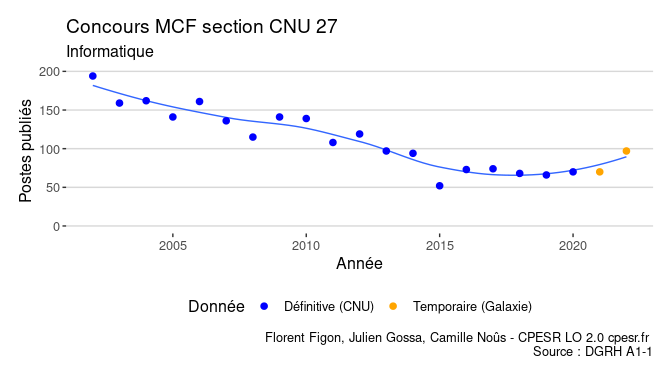 Concours MCF section CNU 27
Informatique
200
150
100
50
0
Postes publiés
2005 2010 2015 2020
Année
Donnée Définitive (CNU) Temporaire (Galaxie)
Florent Figon, Julien Gossa, Camille Noûs - CPESR LO 2.0 cpesr.fr
Source : DGRH A1-1